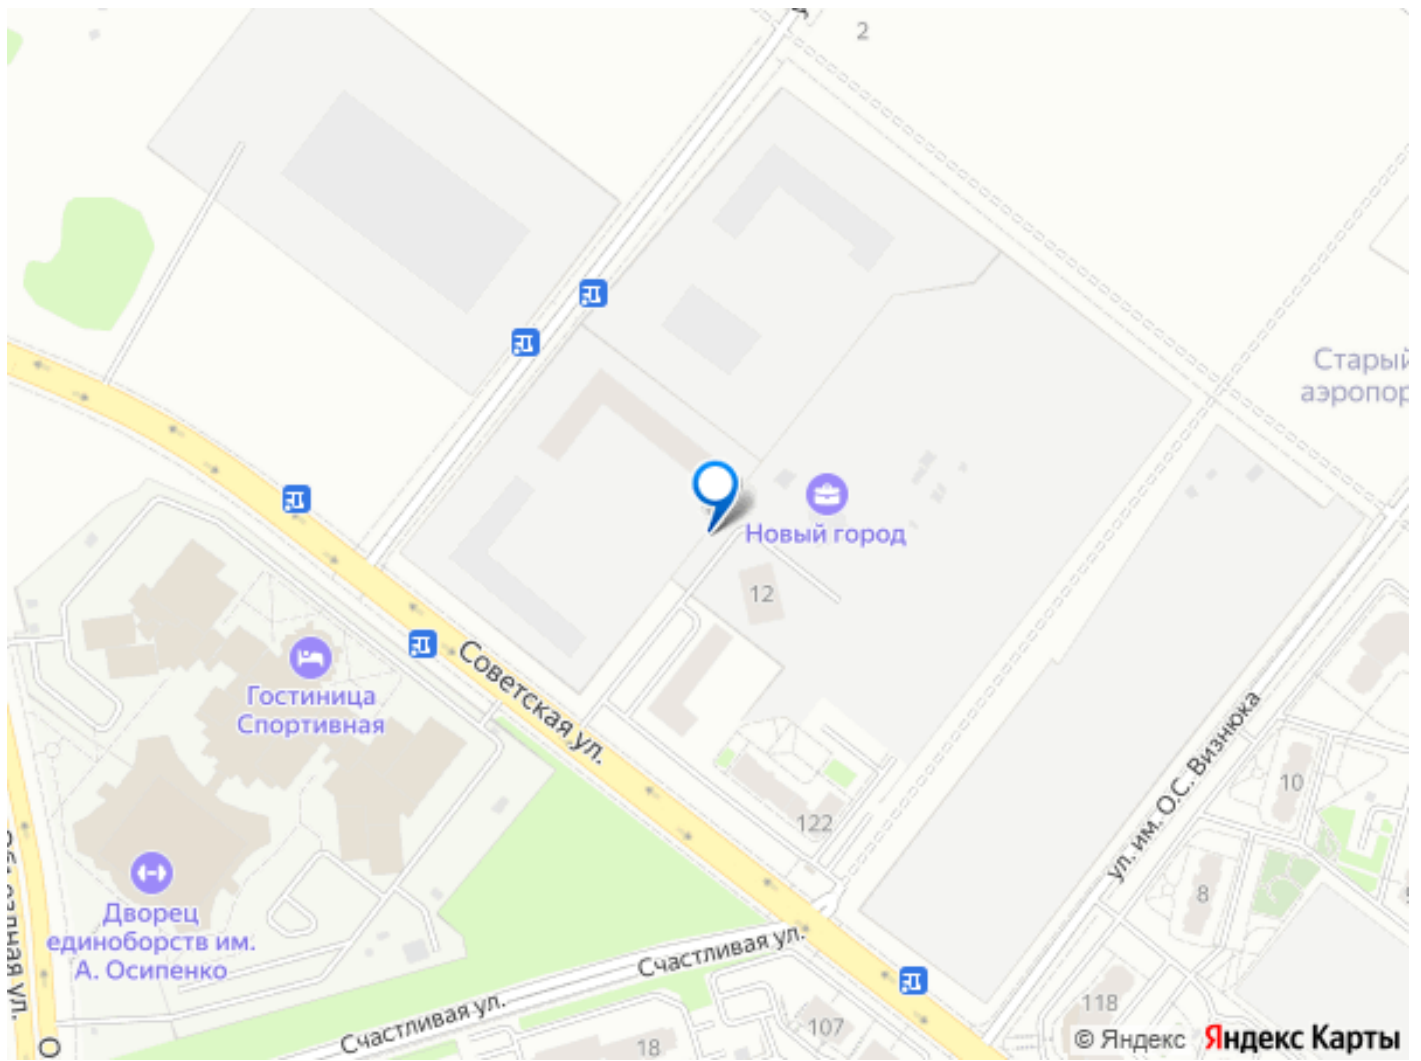 2
Старый
аэропор
Новый город
12
Советская ул.
Гостиница
Спортивная
ул. им. О.С. Визнюка
10
122
8
Дворец
единоборств им.
А. Осипенко
Счастливая ул.
Счастливая ул.
118
107
18
© Яндекс Яндекс Карты